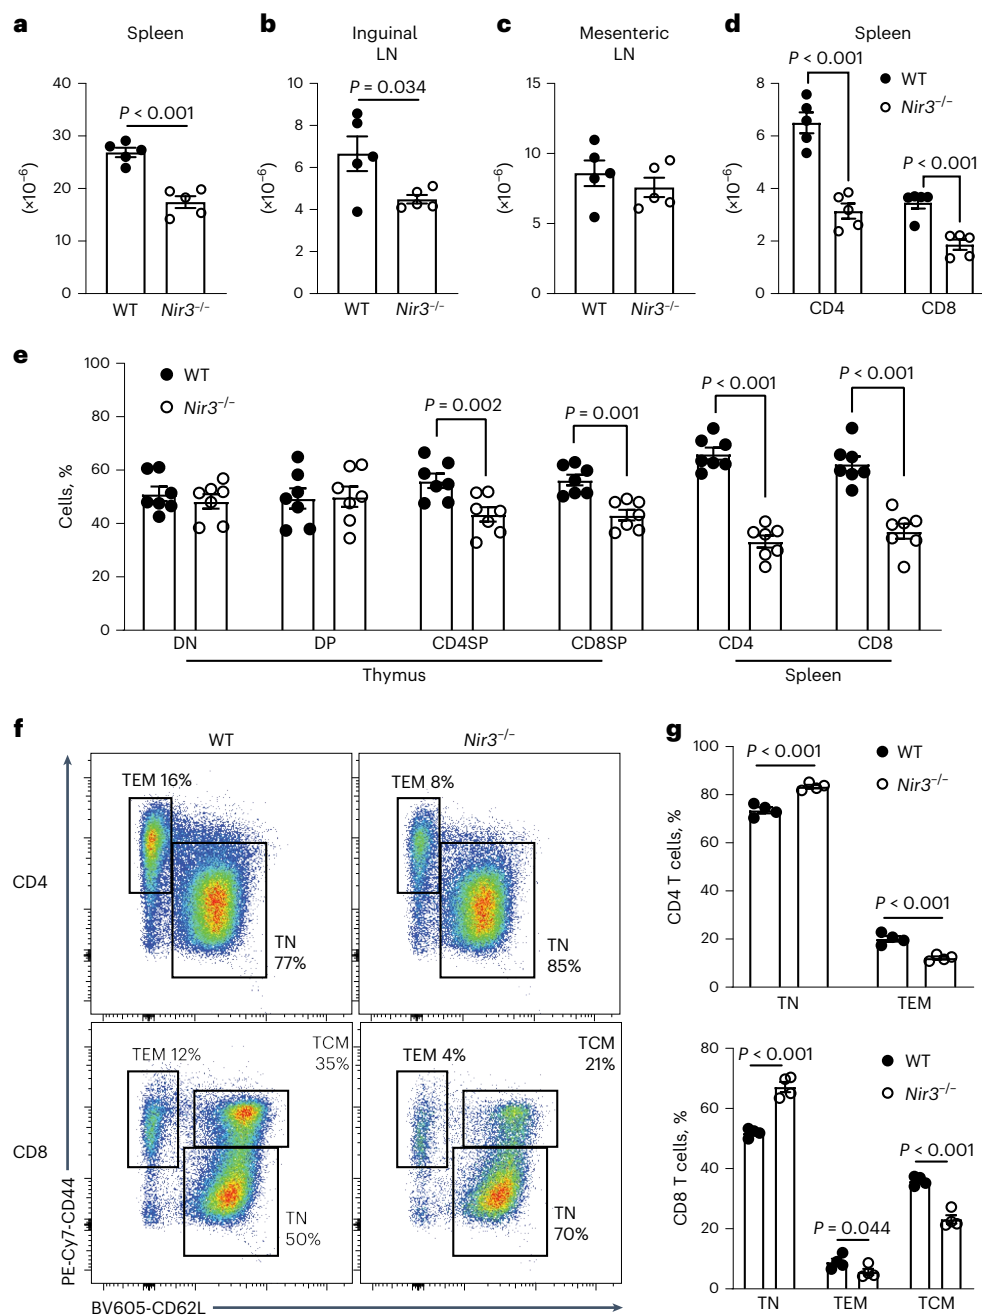 a
Spleen
(×10⁻⁶)
40
30
20
10
0
P < 0.001
WT
Nir3⁻/⁻
b
Inguinal
LN
(×10⁻⁶)
10
8
6
4
2
0
P = 0.034
WT
Nir3⁻/⁻
c
Mesenteric
LN
(×10⁻⁶)
15
10
5
0
WT
Nir3⁻/⁻
d
Spleen
(×10⁻⁶)
8
6
4
2
0
P < 0.001
P < 0.001
WT
Nir3⁻/⁻
CD4
CD8
e
Cells, %
100
80
60
40
20
0
WT
Nir3⁻/⁻
P = 0.002
P = 0.001
P < 0.001
P < 0.001
DN
DP
CD4SP
CD8SP
CD4
CD8
Thymus
Spleen
f
WT
Nir3⁻/⁻
CD4
TEM 16%
TN
77%
TEM 8%
TN
85%
CD8
TEM 12%
TCM
35%
TN
50%
TEM 4%
TCM
21%
TN
70%
PE-Cy7-CD44
BV605-CD62L
g
CD4 T cells, %
100
80
60
40
20
0
P < 0.001
P < 0.001
WT
Nir3⁻/⁻
TN
TEM
CD8 T cells, %
80
60
40
20
0
P < 0.001
P = 0.044
P < 0.001
WT
Nir3⁻/⁻
TN
TEM
TCM